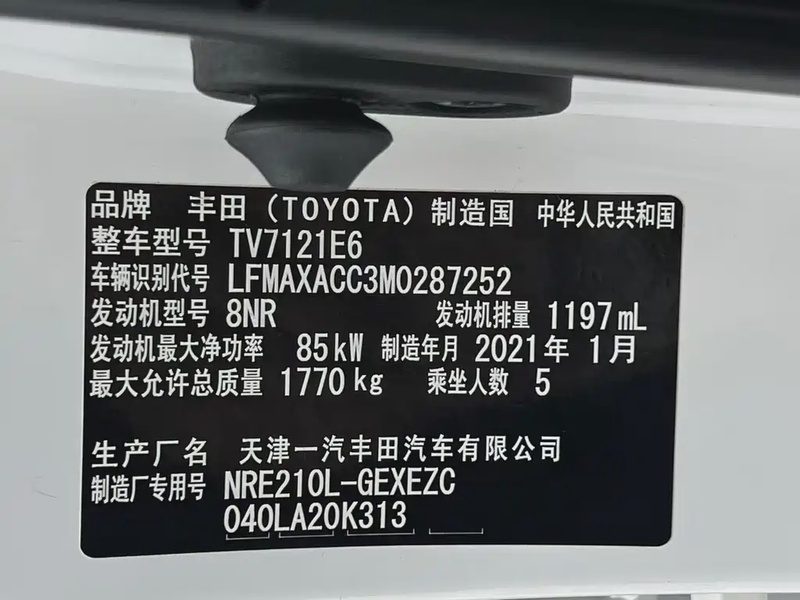 品牌 丰田（TOYOTA）制造国 中华人民共和国
整车型号 TV7121E6
车辆识别代号 LFMAXACC3M0287252
发动机型号 8NR 发动机排量 1197mL
发动机最大净功率 85kW 制造年月 2021年 1月
最大允许总质量 1770kg 乘坐人数 5
生产厂名 天津一汽丰田汽车有限公司
制造厂专用号 NRE210L-GEXEZC
040LA20K313